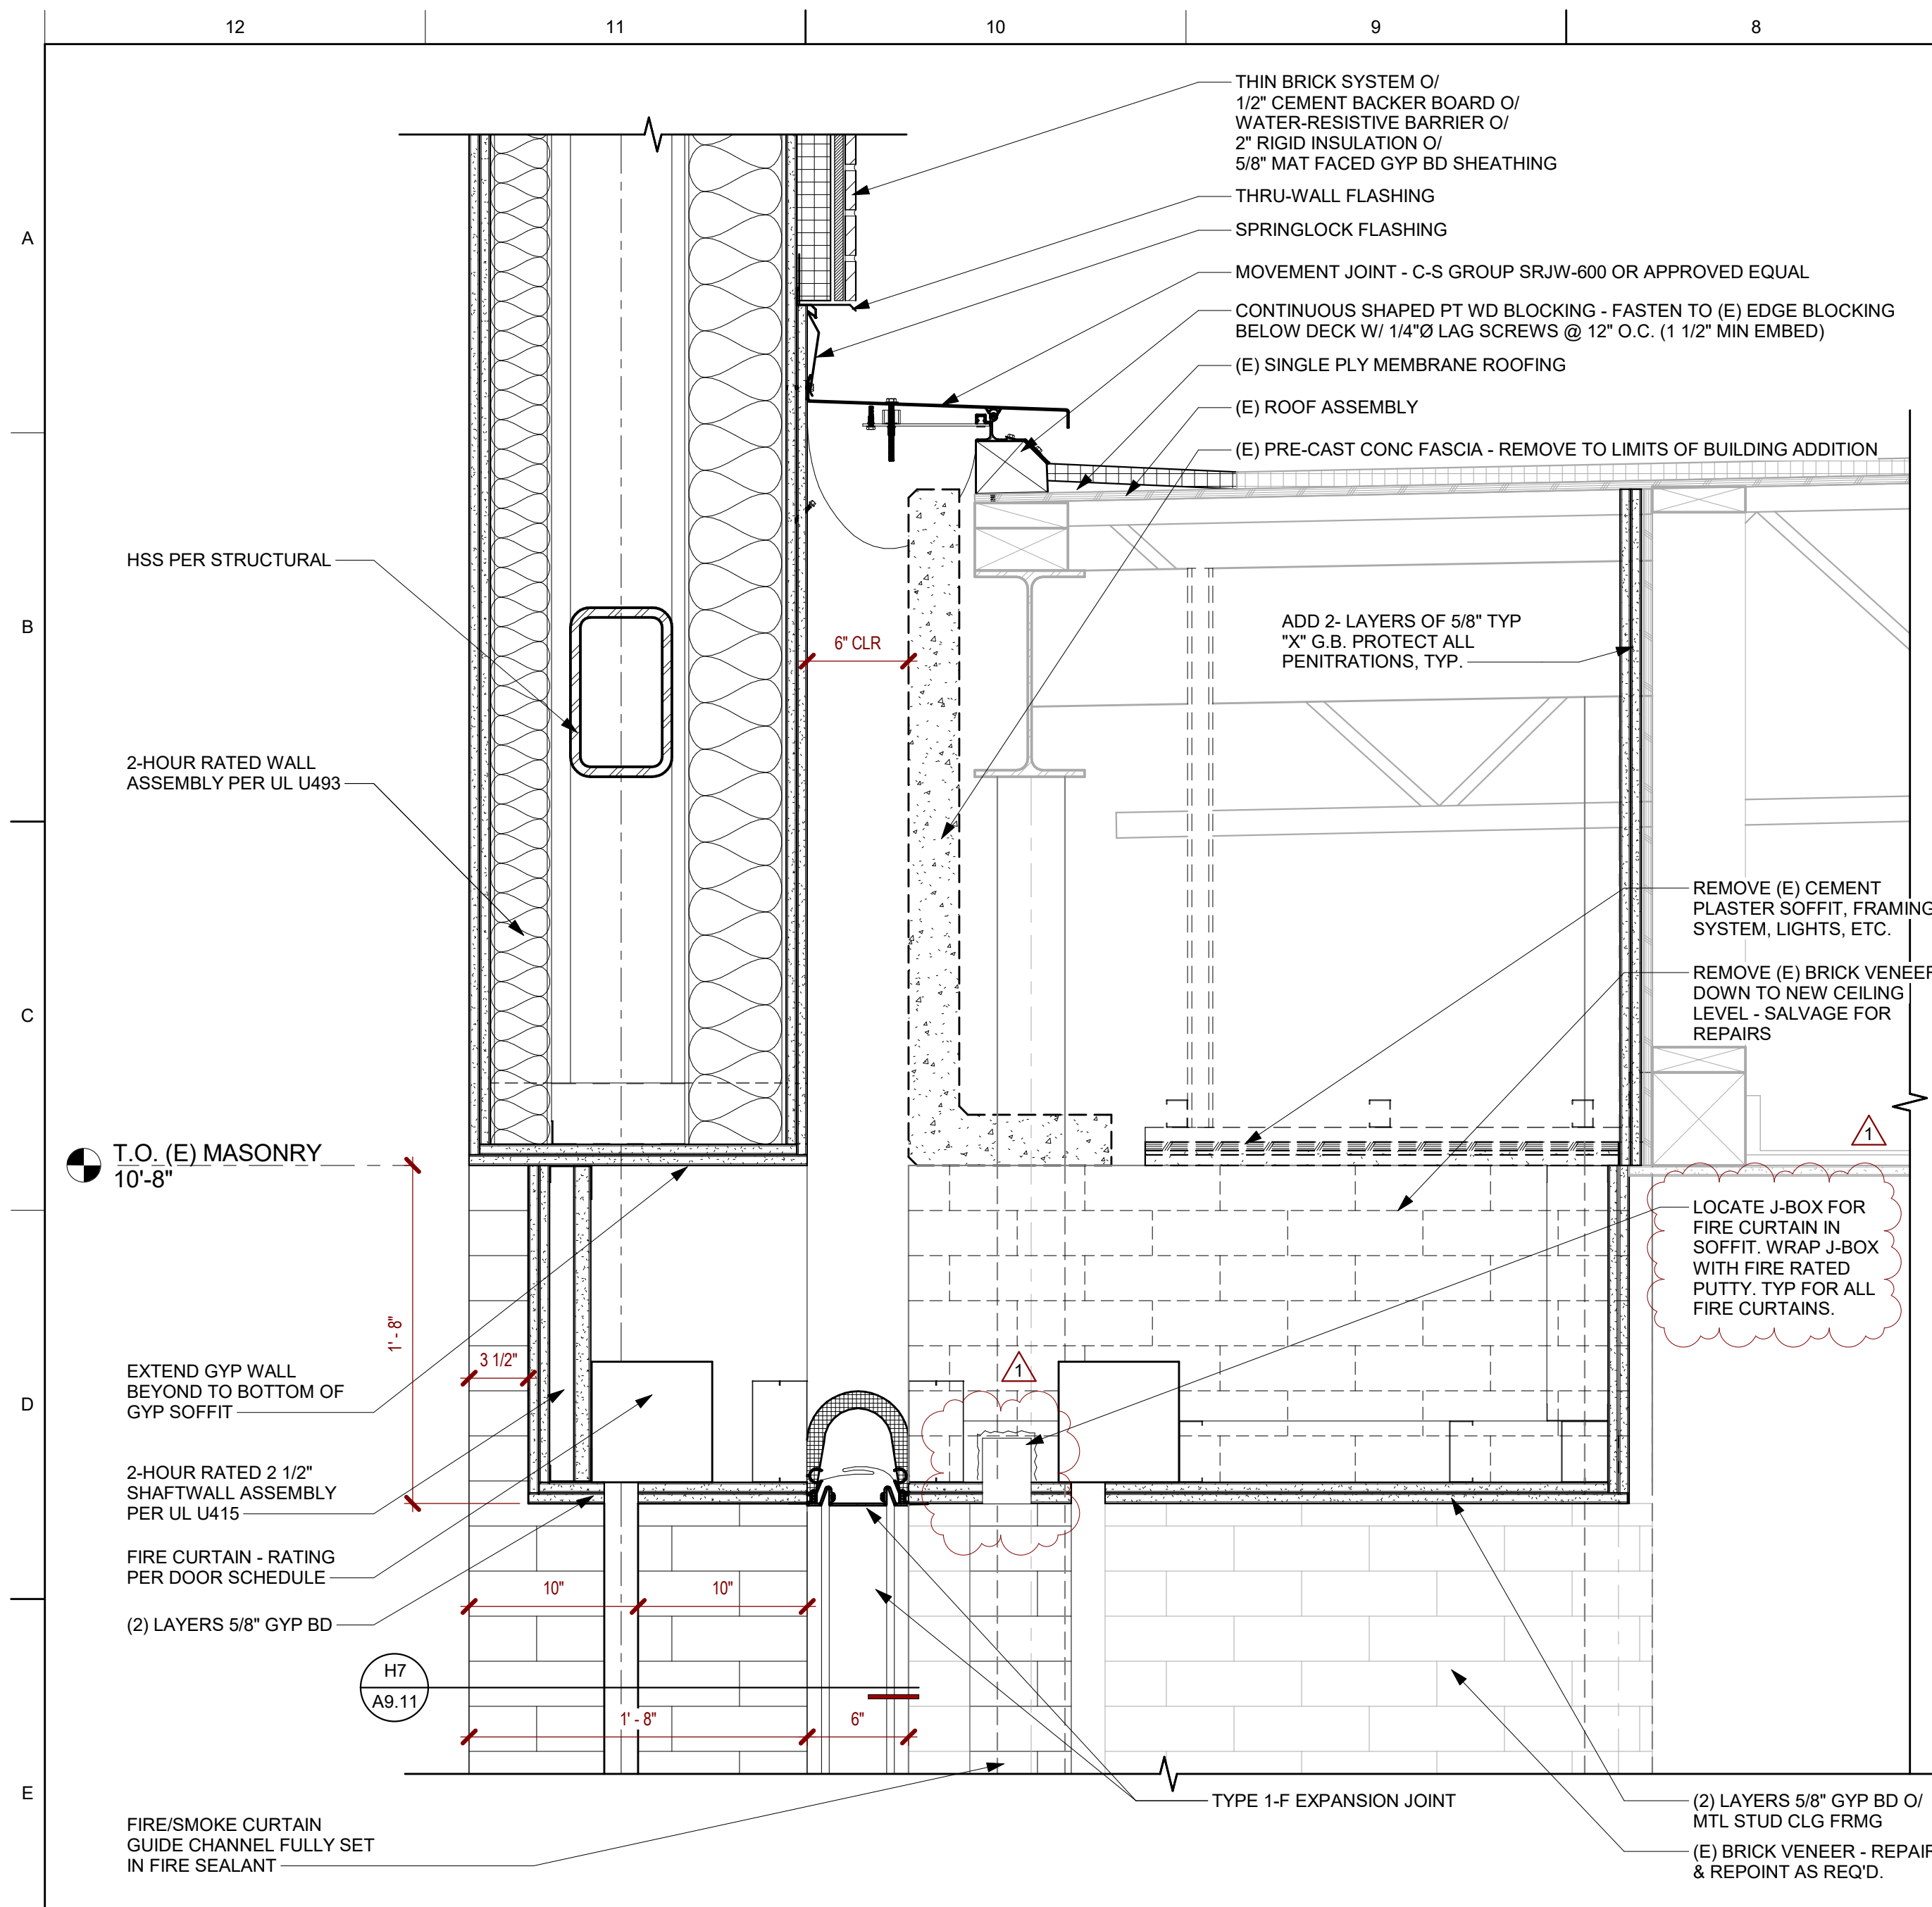 12
11
10
9
8
A
B
C
D
E
THIN BRICK SYSTEM O/
1/2" CEMENT BACKER BOARD O/
WATER-RESISTIVE BARRIER O/
2" RIGID INSULATION O/
5/8" MAT FACED GYP BD SHEATHING
THRU-WALL FLASHING
SPRINGLOCK FLASHING
MOVEMENT JOINT - C-S GROUP SRJW-600 OR APPROVED EQUAL
CONTINUOUS SHAPED PT WD BLOCKING - FASTEN TO (E) EDGE BLOCKING
BELOW DECK W/ 1/4"Ø LAG SCREWS @ 12" O.C. (1 1/2" MIN EMBED)
(E) SINGLE PLY MEMBRANE ROOFING
(E) ROOF ASSEMBLY
(E) PRE-CAST CONC FASCIA - REMOVE TO LIMITS OF BUILDING ADDITION
HSS PER STRUCTURAL
6" CLR
ADD 2- LAYERS OF 5/8" TYP
"X" G.B. PROTECT ALL
PENITRATIONS, TYP.
2-HOUR RATED WALL
ASSEMBLY PER UL U493
REMOVE (E) CEMENT
PLASTER SOFFIT, FRAMING
SYSTEM, LIGHTS, ETC.
REMOVE (E) BRICK VENEER
DOWN TO NEW CEILING
LEVEL - SALVAGE FOR
REPAIRS
1
T.O. (E) MASONRY
10'-8"
LOCATE J-BOX FOR
FIRE CURTAIN IN
SOFFIT. WRAP J-BOX
WITH FIRE RATED
PUTTY. TYP FOR ALL
FIRE CURTAINS.
1' - 8"
3 1/2"
1
EXTEND GYP WALL
BEYOND TO BOTTOM OF
GYP SOFFIT
2-HOUR RATED 2 1/2"
SHAFTWALL ASSEMBLY
PER UL U415
FIRE CURTAIN - RATING
PER DOOR SCHEDULE
(2) LAYERS 5/8" GYP BD
10"
10"
H7
A9.11
1' - 8"
6"
TYPE 1-F EXPANSION JOINT
(2) LAYERS 5/8" GYP BD O/
MTL STUD CLG FRMG
(E) BRICK VENEER - REPAIR
& REPOINT AS REQ'D.
FIRE/SMOKE CURTAIN
GUIDE CHANNEL FULLY SET
IN FIRE SEALANT